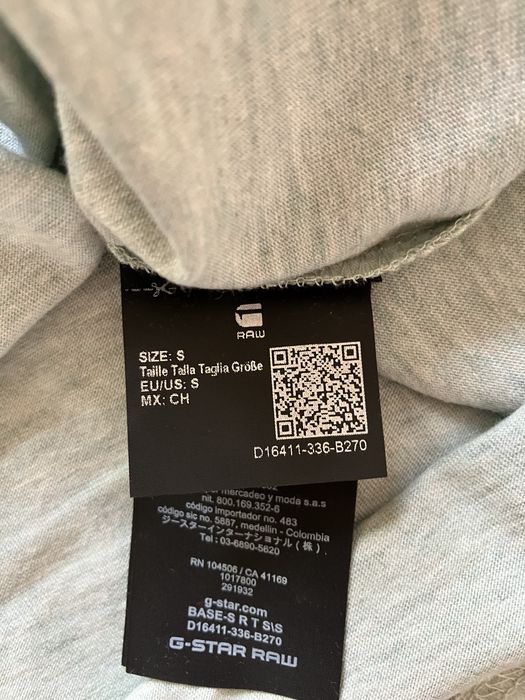 RAW
SIZE: S
Taille Talla Taglia Größe
EU/US: S
MX: CH
D16411-336-B270
mercadeo y moda s.a.s
nit. 800.169.352-6
código importador no. 483
código sic no. 5887, medellin - Colombia
ジースターインターナショナル(株)
Tel : 03-6890-5620
RN 104506 / CA 41169
1017800
291932
g-star.com
BASE-S R T S\S
D16411-336-B270
G-STAR RAW